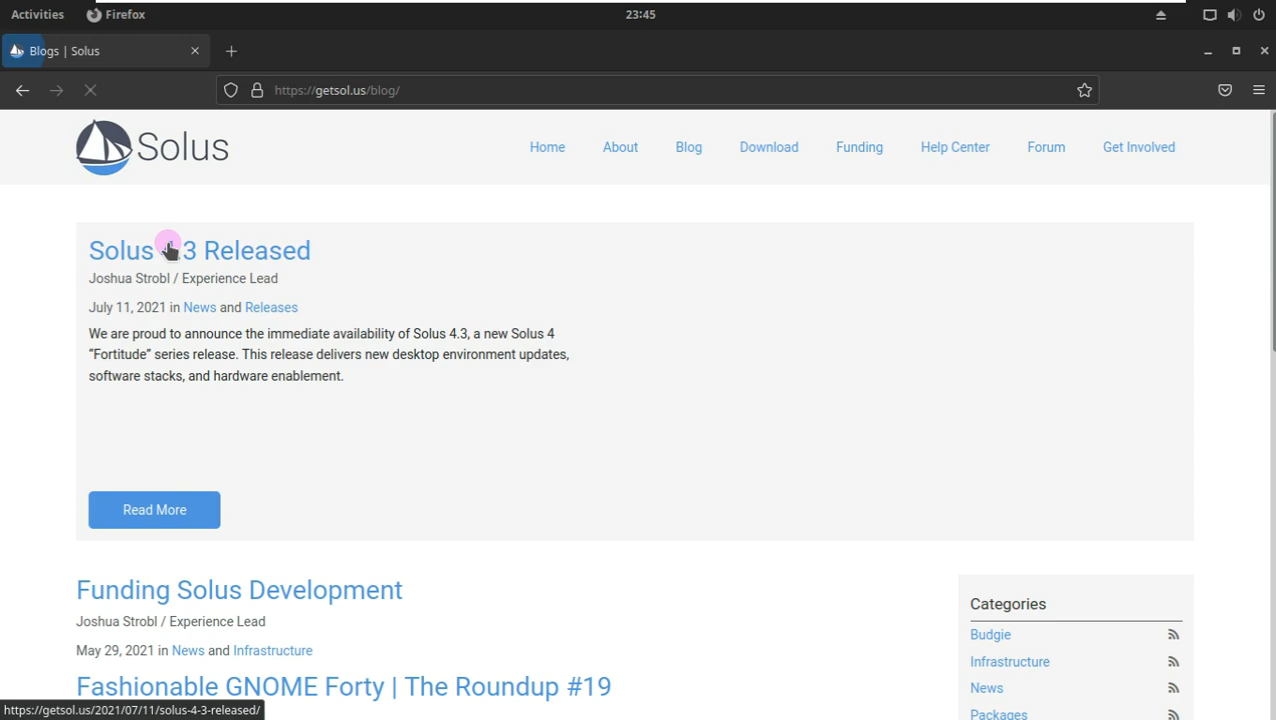 Activities Firefox 23:45
Blogs | Solus
https://getsol.us/blog/
Solus Home About Blog Download Funding Help Center Forum Get Involved
Solus 4.3 Released
Joshua Strobl / Experience Lead
July 11, 2021 in News and Releases
We are proud to announce the immediate availability of Solus 4.3, a new Solus 4
“Fortitude” series release. This release delivers new desktop environment updates,
software stacks, and hardware enablement.
Read More
Funding Solus Development
Joshua Strobl / Experience Lead
May 29, 2021 in News and Infrastructure
Fashionable GNOME Forty | The Roundup #19
Categories
Budgie
Infrastructure
News
Packages
https://getsol.us/2021/07/11/solus-4-3-released/